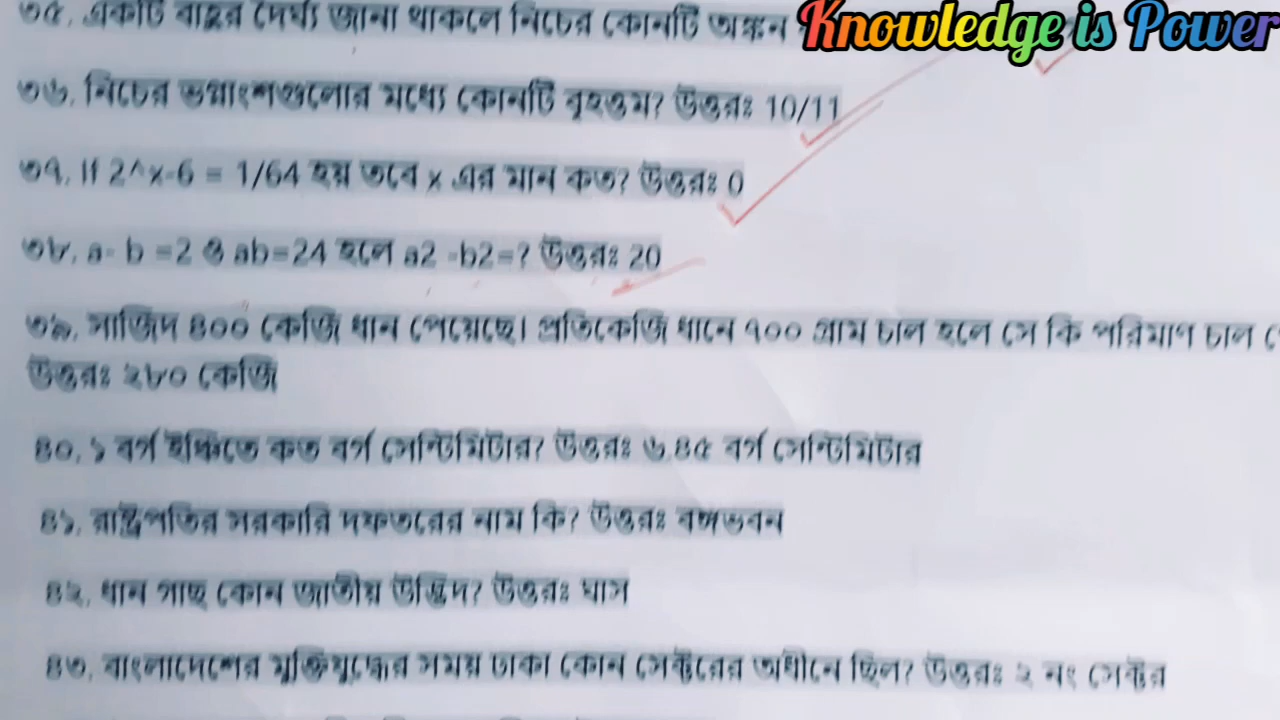 ৩৫. একটি বাহুর দৈর্ঘ্য জানা থাকলে নিচের কোনটি অঙ্কন
Knowledge is Power
৩৬. নিচের ভগ্নাংশগুলোর মধ্যে কোনটি বৃহত্তম? উত্তরঃ 10/11
৩৭. If 2^x-6 = 1/64 হয় তবে x এর মান কত? উত্তরঃ 0
৩৮. a- b =2 ও ab=24 হলে a2 -b2=? উত্তরঃ 20
৩৯. সাজিদ ৪০০ কেজি ধান পেয়েছে। প্রতিকেজি ধানে ৭০০ গ্রাম চাল হলে সে কি পরিমাণ চাল
উত্তরঃ ২৮০ কেজি
৪০. ১ বর্গ ইঞ্চিতে কত বর্গ সেন্টিমিটার? উত্তরঃ ৬.৪৫ বর্গ সেন্টিমিটার
৪১. রাষ্ট্রপতির সরকারি দফতরের নাম কি? উত্তরঃ বঙ্গভবন
৪২. ধান গাছ কোন জাতীয় উদ্ভিদ? উত্তরঃ ঘাস
৪৩. বাংলাদেশের মুক্তিযুদ্ধের সময় ঢাকা কোন সেক্টরের অধীনে ছিল? উত্তরঃ ২ নং সেক্টর